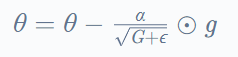 θ = θ − α/√(G+ϵ) ⊙ g